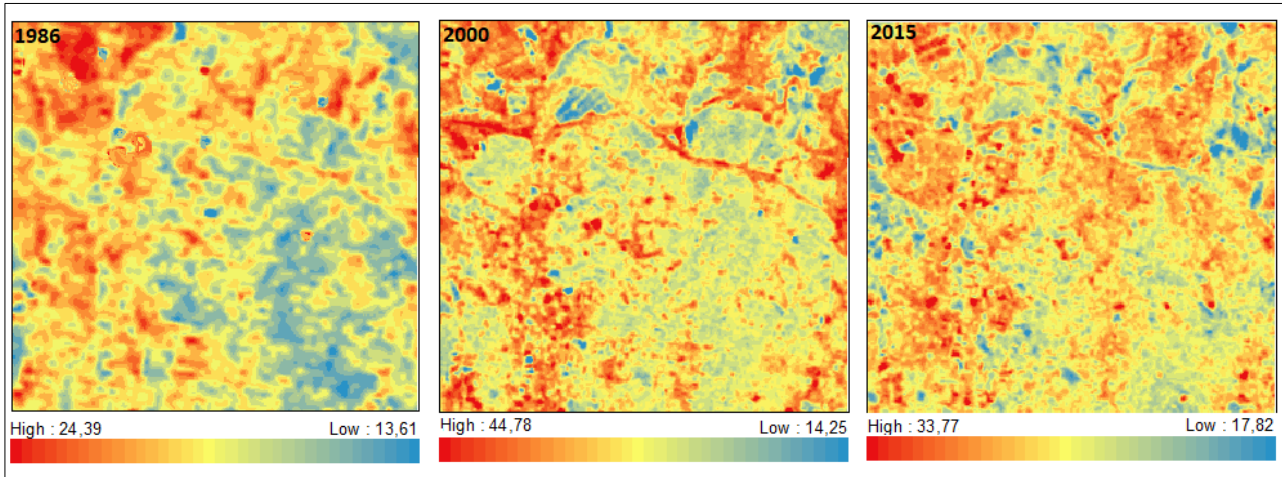 1986
2000
2015
High : 24,39 Low : 13,61
High : 44,78 Low : 14,25
High : 33,77 Low : 17,82